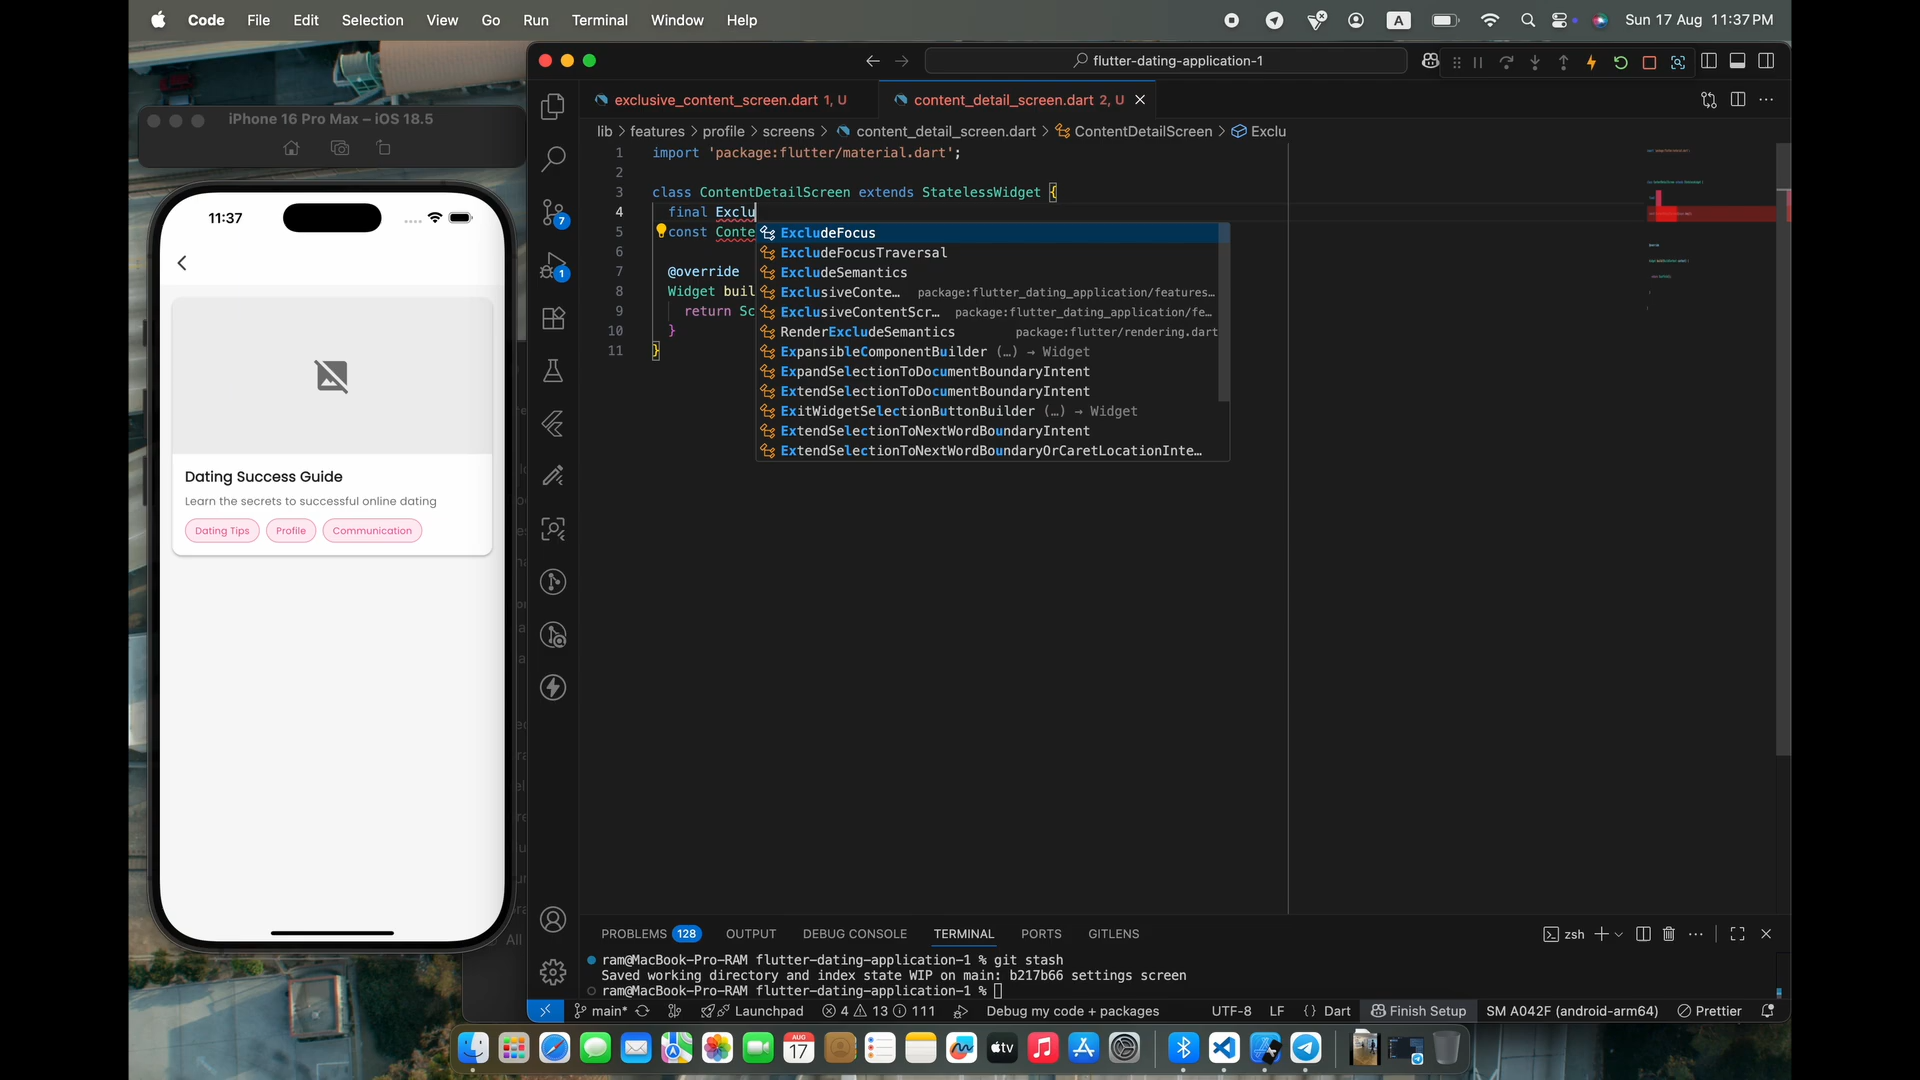 Code File Edit Selection View Go Run Terminal Window Help
A
Sun 17 Aug 11:37 PM
iPhone 16 Pro Max – iOS 18.5
11:37
Dating Success Guide
Learn the secrets to successful online dating
Dating Tips Profile Communication
flutter-dating-application-1
exclusive_content_screen.dart 1, U
content_detail_screen.dart 2, U
lib > features > profile > screens > content_detail_screen.dart > ContentDetailScreen > Exclu
7
1
1 import 'package:flutter/material.dart';
2
3 class ContentDetailScreen extends StatelessWidget {
4 final Exclu
5 const Conte
6
7 @override
8 Widget buil
9 return Sc
10 }
11 }
ExcludeFocus
ExcludeFocusTraversal
ExcludeSemantics
ExclusiveConte… package:flutter_dating_application/features…
ExclusiveContentScr… package:flutter_dating_application/fe…
RenderExcludeSemantics package:flutter/rendering.dart
ExpansibleComponentBuilder (…) → Widget
ExpandSelectionToDocumentBoundaryIntent
ExtendSelectionToDocumentBoundaryIntent
ExitWidgetSelectionButtonBuilder (…) → Widget
ExtendSelectionToNextWordBoundaryIntent
ExtendSelectionToNextWordBoundaryOrCaretLocationInte…
All
PROBLEMS 128 OUTPUT DEBUG CONSOLE TERMINAL PORTS GITLENS
zsh
ram@MacBook-Pro-RAM flutter-dating-application-1 % git stash
Saved working directory and index state WIP on main: b217b66 settings screen
ram@MacBook-Pro-RAM flutter-dating-application-1 %
main* Launchpad 4 13 111 Debug my code + packages UTF-8 LF {} Dart Finish Setup SM A042F (android-arm64) Prettier
AUG
17
tv